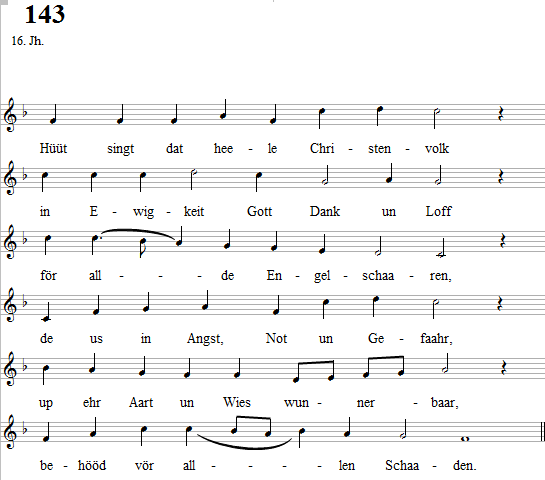 143
16. Jh.
Hüüt singt dat hee - le Chri - sten - volk
in E - wig - keit Gott Dank un Loff
för all - - - de En - gel - schaa - ren,
de us in Angst, Not un Ge - faahr,
up ehr Aart un Wies wun - ner - baar,
be - hööd vör all - - - len Schaa - den.